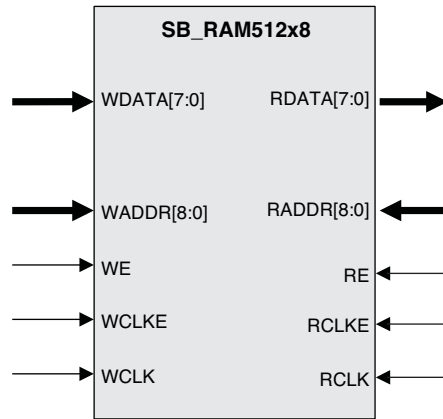 SB_RAM512x8
WDATA[7:0]
RDATA[7:0]
WADDR[8:0]
RADDR[8:0]
WE
RE
WCLKE
RCLKE
WCLK
RCLK